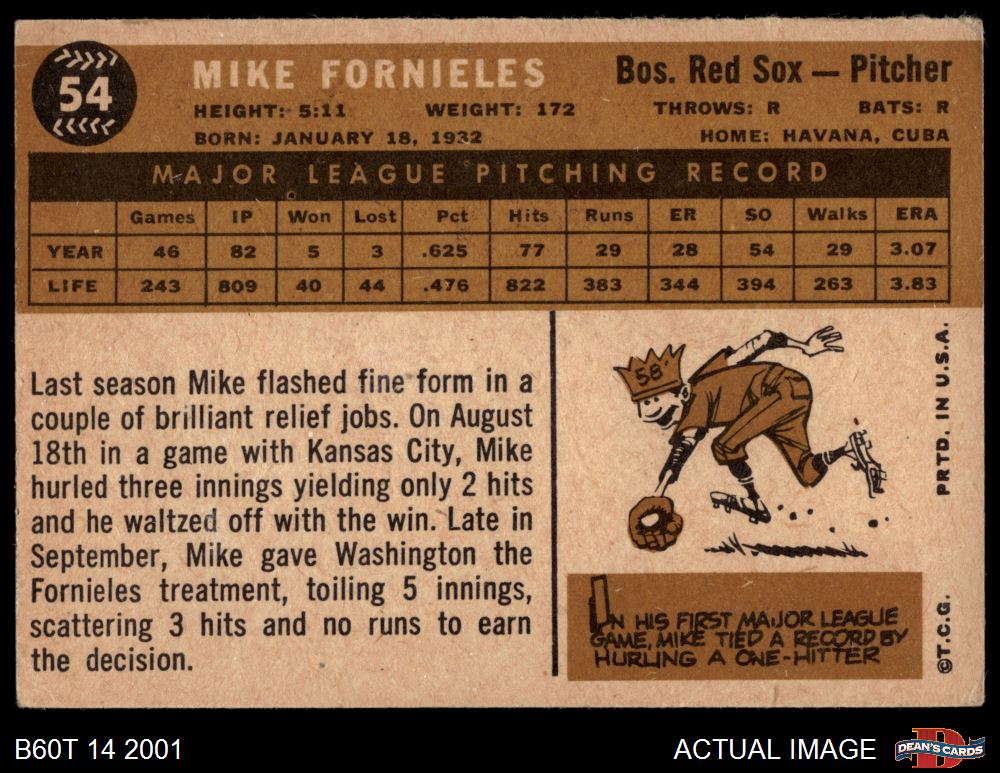 54
MIKE FORNIELES
Bos. Red Sox — Pitcher
HEIGHT: 5:11 WEIGHT: 172 THROWS: R BATS: R
BORN: JANUARY 18, 1932 HOME: HAVANA, CUBA
MAJOR LEAGUE PITCHING RECORD
Games IP Won Lost Pct Hits Runs ER SO Walks ERA
YEAR 46 82 5 3 .625 77 29 28 54 29 3.07
LIFE 243 809 40 44 .476 822 383 344 394 263 3.83
Last season Mike flashed fine form in a
couple of brilliant relief jobs. On August
18th in a game with Kansas City, Mike
hurled three innings yielding only 2 hits
and he waltzed off with the win. Late in
September, Mike gave Washington the
Fornieles treatment, toiling 5 innings,
scattering 3 hits and no runs to earn
the decision.
58
IN HIS FIRST MAJOR LEAGUE
GAME, MIKE TIED A RECORD BY
HURLING A ONE-HITTER
PRTD. IN U.S.A.
©T.C.G.
B60T 14 2001
ACTUAL IMAGE
DEAN'S CARDS